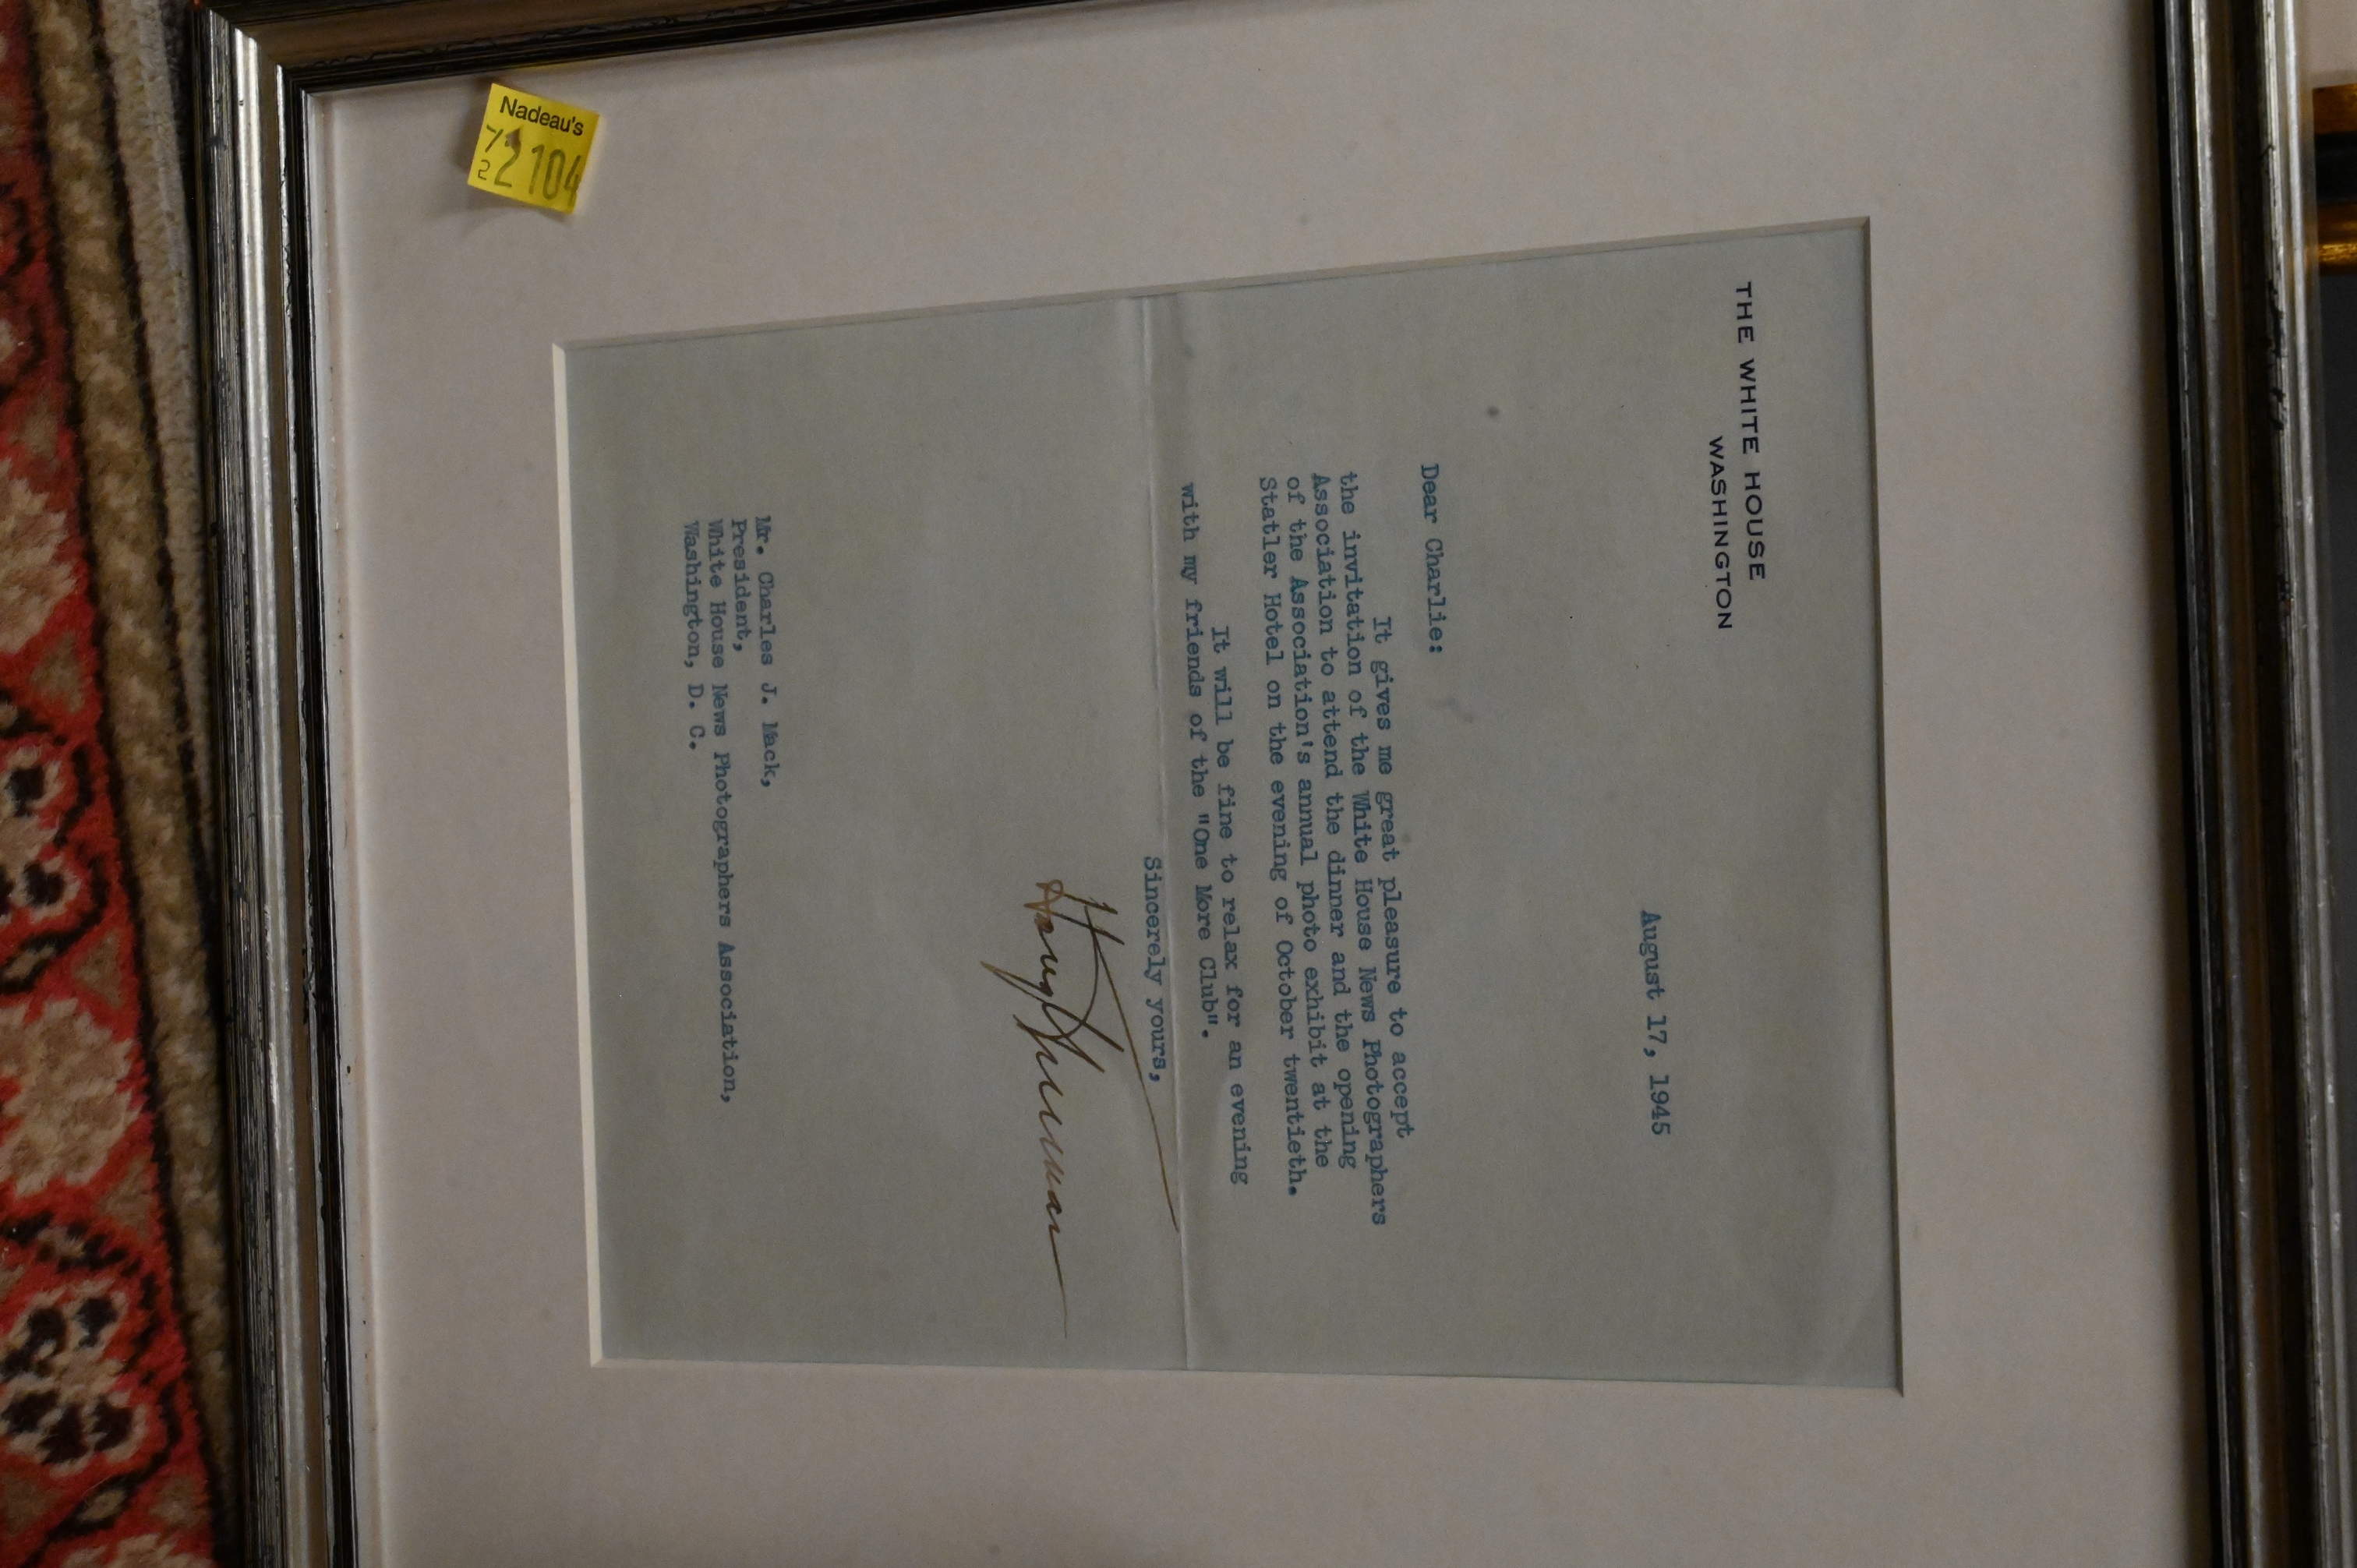 THE WHITE HOUSE
WASHINGTON
August 17, 1945
Dear Charlie:
It gives me great pleasure to accept
the invitation of the White House News Photographers
Association to attend the dinner and the opening
of the Association's annual photo exhibit at the
Statler Hotel on the evening of October twentieth.
It will be fine to relax for an evening
with my friends of the "One More Club".
Sincerely yours,
Harry Truman
Mr. Charles J. Mack,
President,
White House News Photographers Association,
Washington, D. C.
Nadeau's
2104
2